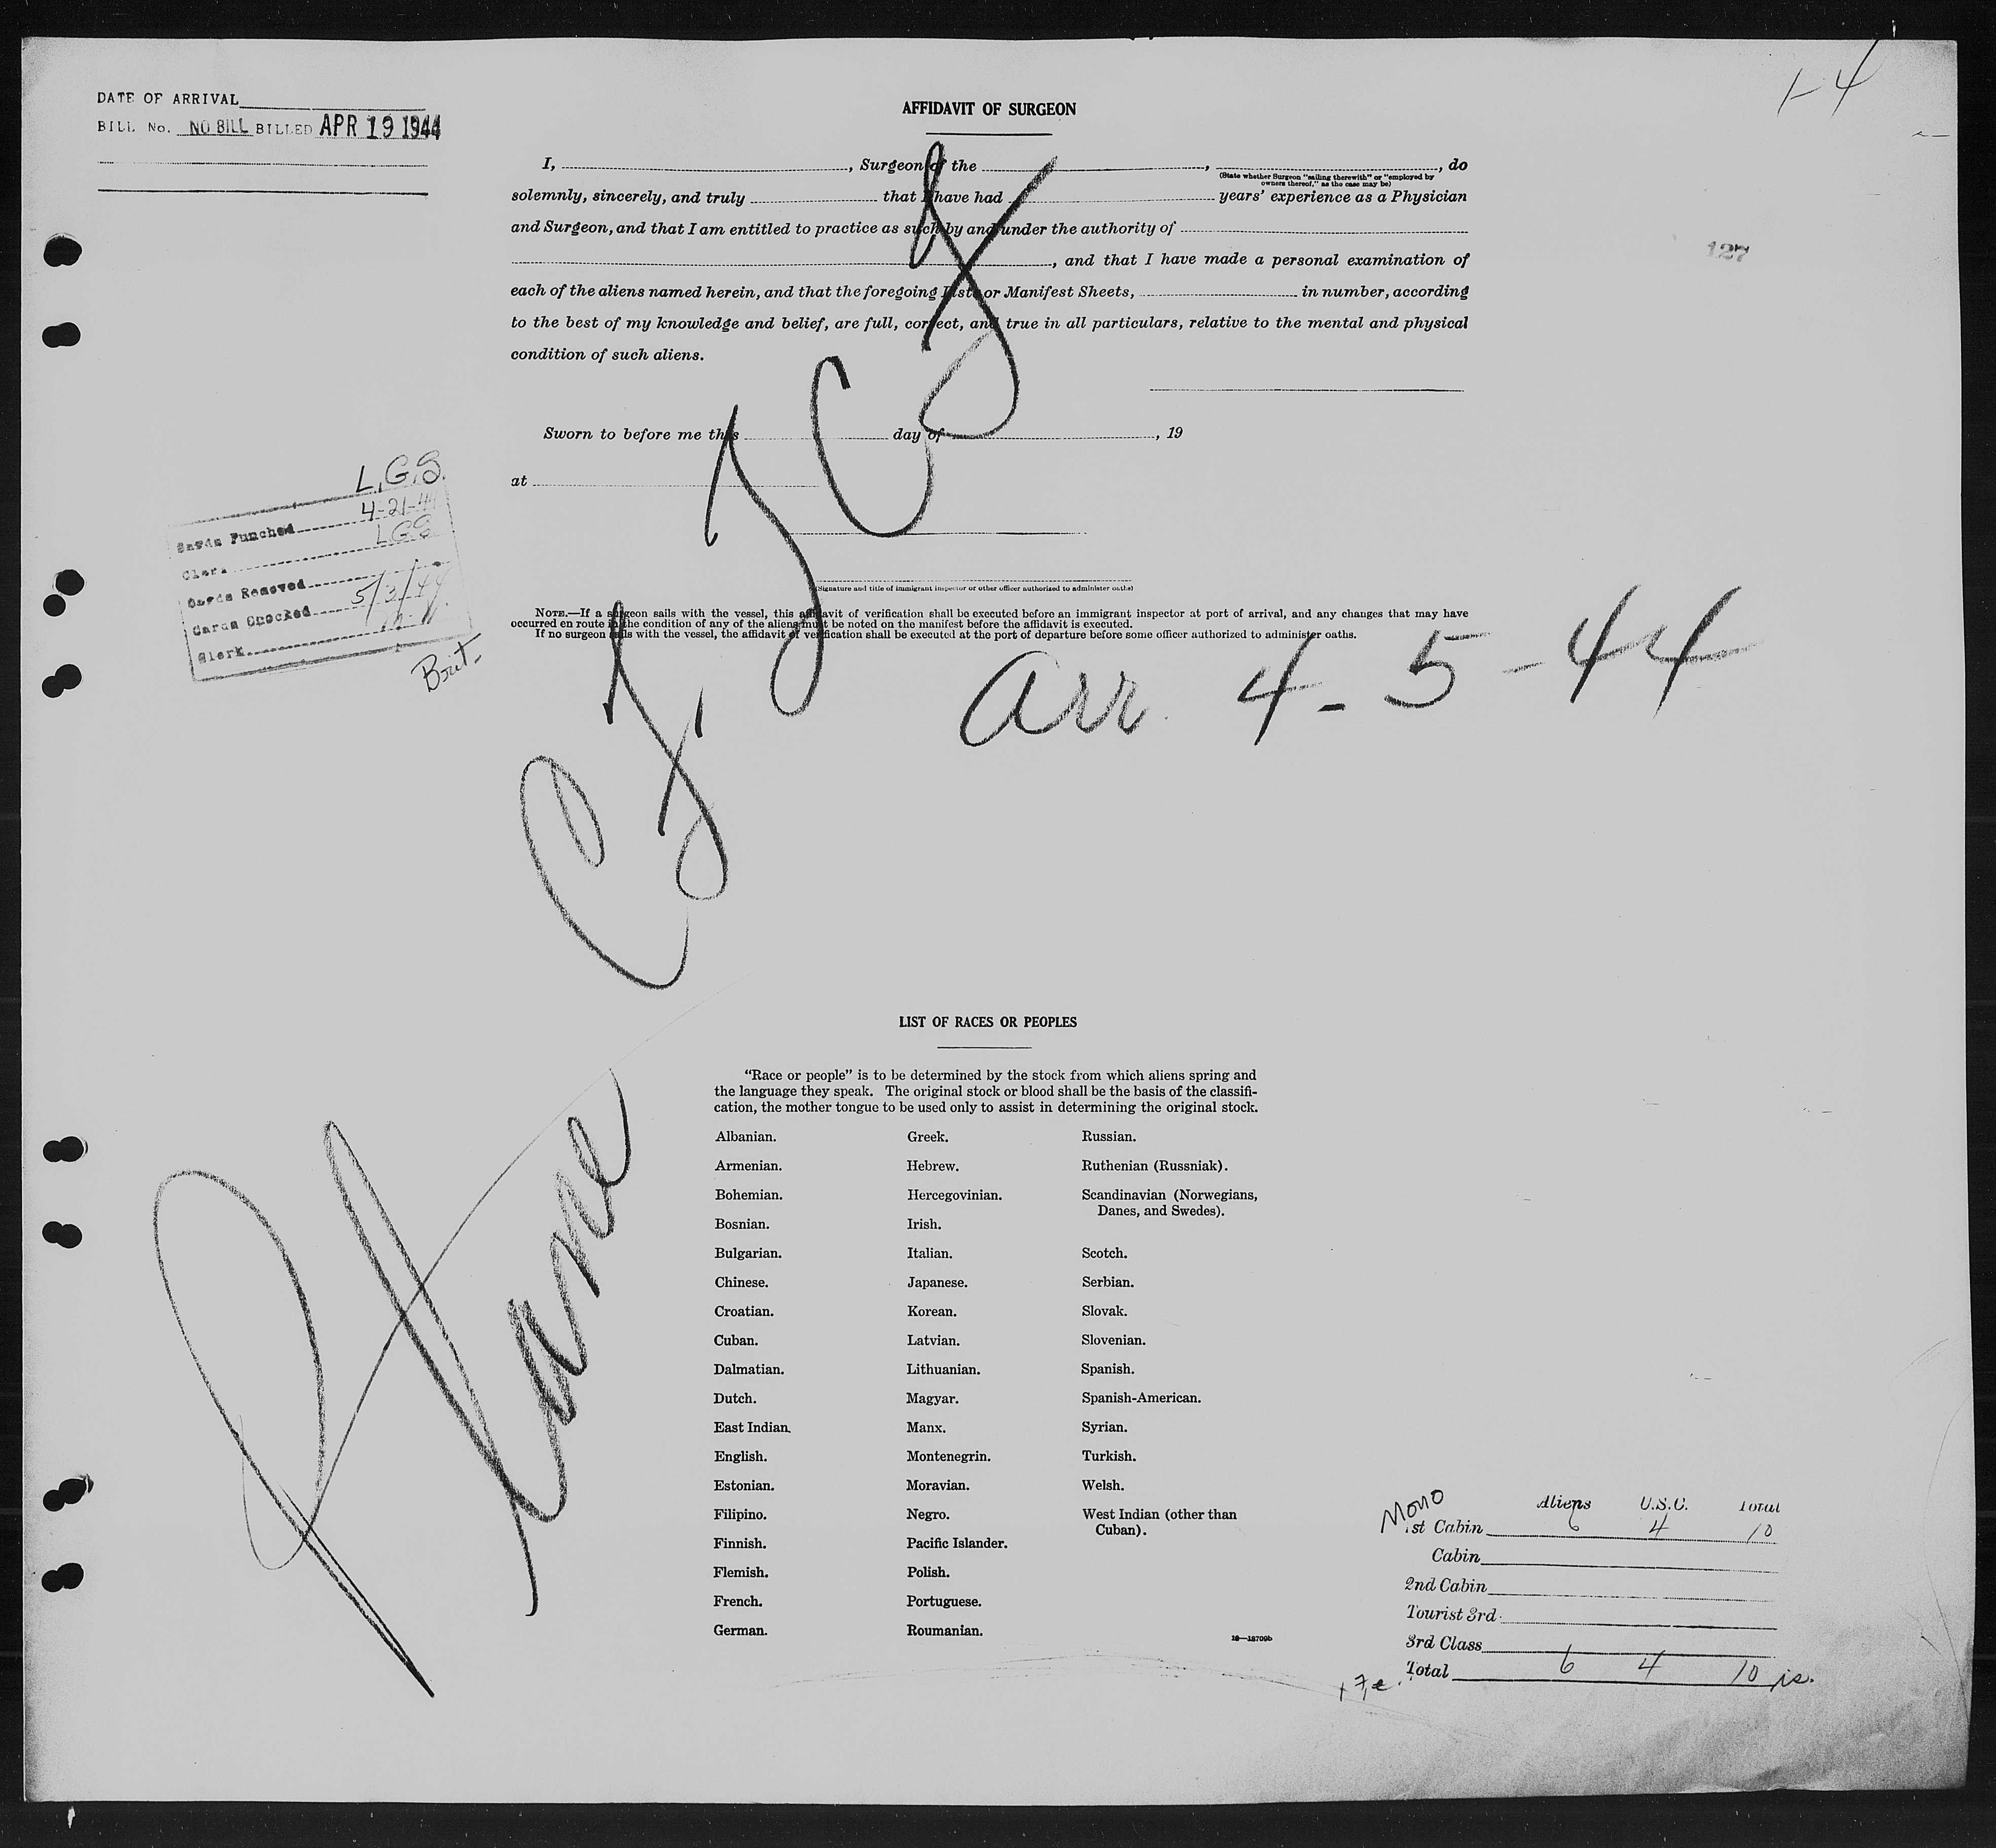 1-4
DATE OF ARRIVAL
BILL No. NO BILL BILLED APR 19 1944
AFFIDAVIT OF SURGEON
I, , Surgeon of the , , do
(State whether Surgeon "sailing therewith" or "employed by
owners thereof," as the case may be)
solemnly, sincerely, and truly that I have had years' experience as a Physician
and Surgeon, and that I am entitled to practice as such by and under the authority of
, and that I have made a personal examination of
127
each of the aliens named herein, and that the foregoing Lists or Manifest Sheets, in number, according
to the best of my knowledge and belief, are full, correct, and true in all particulars, relative to the mental and physical
condition of such aliens.
Sworn to before me this day of , 19
at
L.G.S.
Cards Punched 4-21-44
Clerk LGS
Cards Removed
Cards Checked 5/3/44
Clerk
Brit.
(Signature and title of immigrant inspector or other officer authorized to administer oaths)
NOTE.—If a surgeon sails with the vessel, this affidavit of verification shall be executed before an immigrant inspector at port of arrival, and any changes that may have
occurred en route in the condition of any of the aliens must be noted on the manifest before the affidavit is executed.
If no surgeon sails with the vessel, the affidavit of verification shall be executed at the port of departure before some officer authorized to administer oaths.
arr. 4-5-44
Plane
LIST OF RACES OR PEOPLES
"Race or people" is to be determined by the stock from which aliens spring and
the language they speak. The original stock or blood shall be the basis of the classifi-
cation, the mother tongue to be used only to assist in determining the original stock.
Albanian. Greek. Russian.
Armenian. Hebrew. Ruthenian (Russniak).
Bohemian. Hercegovinian. Scandinavian (Norwegians,
Danes, and Swedes).
Bosnian. Irish.
Bulgarian. Italian. Scotch.
Chinese. Japanese. Serbian.
Croatian. Korean. Slovak.
Cuban. Latvian. Slovenian.
Dalmatian. Lithuanian. Spanish.
Dutch. Magyar. Spanish-American.
East Indian. Manx. Syrian.
English. Montenegrin. Turkish.
Estonian. Moravian. Welsh.
Filipino. Negro. West Indian (other than
Cuban).
Finnish. Pacific Islander.
Flemish. Polish.
French. Portuguese.
German. Roumanian.
16—18709b
Mono
Aliens U.S.C. Total
1st Cabin 6 4 10
Cabin
2nd Cabin
Tourist 3rd
3rd Class
Total 6 4 10